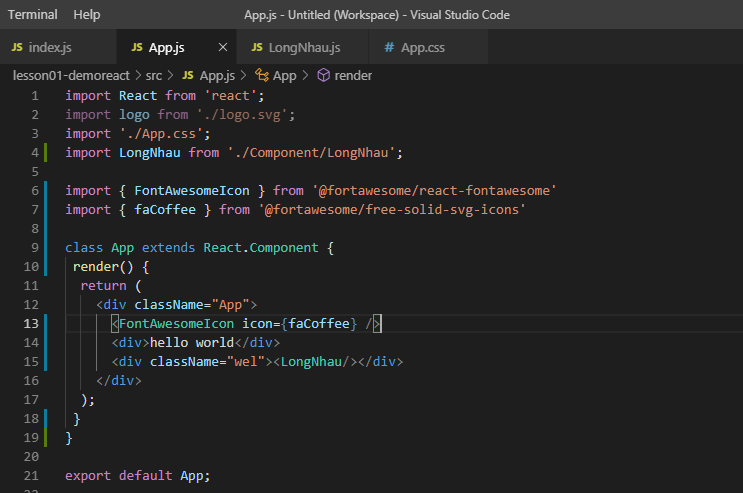 Terminal Help App.js - Untitled (Workspace) - Visual Studio Code
JS index.js JS App.js × JS LongNhau.js # App.css
lesson01-demoreact > src > JS App.js > App > render
1 import React from 'react';
2 import logo from './logo.svg';
3 import './App.css';
4 import LongNhau from './Component/LongNhau';
5
6 import { FontAwesomeIcon } from '@fortawesome/react-fontawesome'
7 import { faCoffee } from '@fortawesome/free-solid-svg-icons'
8
9 class App extends React.Component {
10 render() {
11 return (
12 <div className="App">
13 <FontAwesomeIcon icon={faCoffee} />
14 <div>hello world</div>
15 <div className="wel"><LongNhau/></div>
16 </div>
17 );
18 }
19 }
20
21 export default App;
22